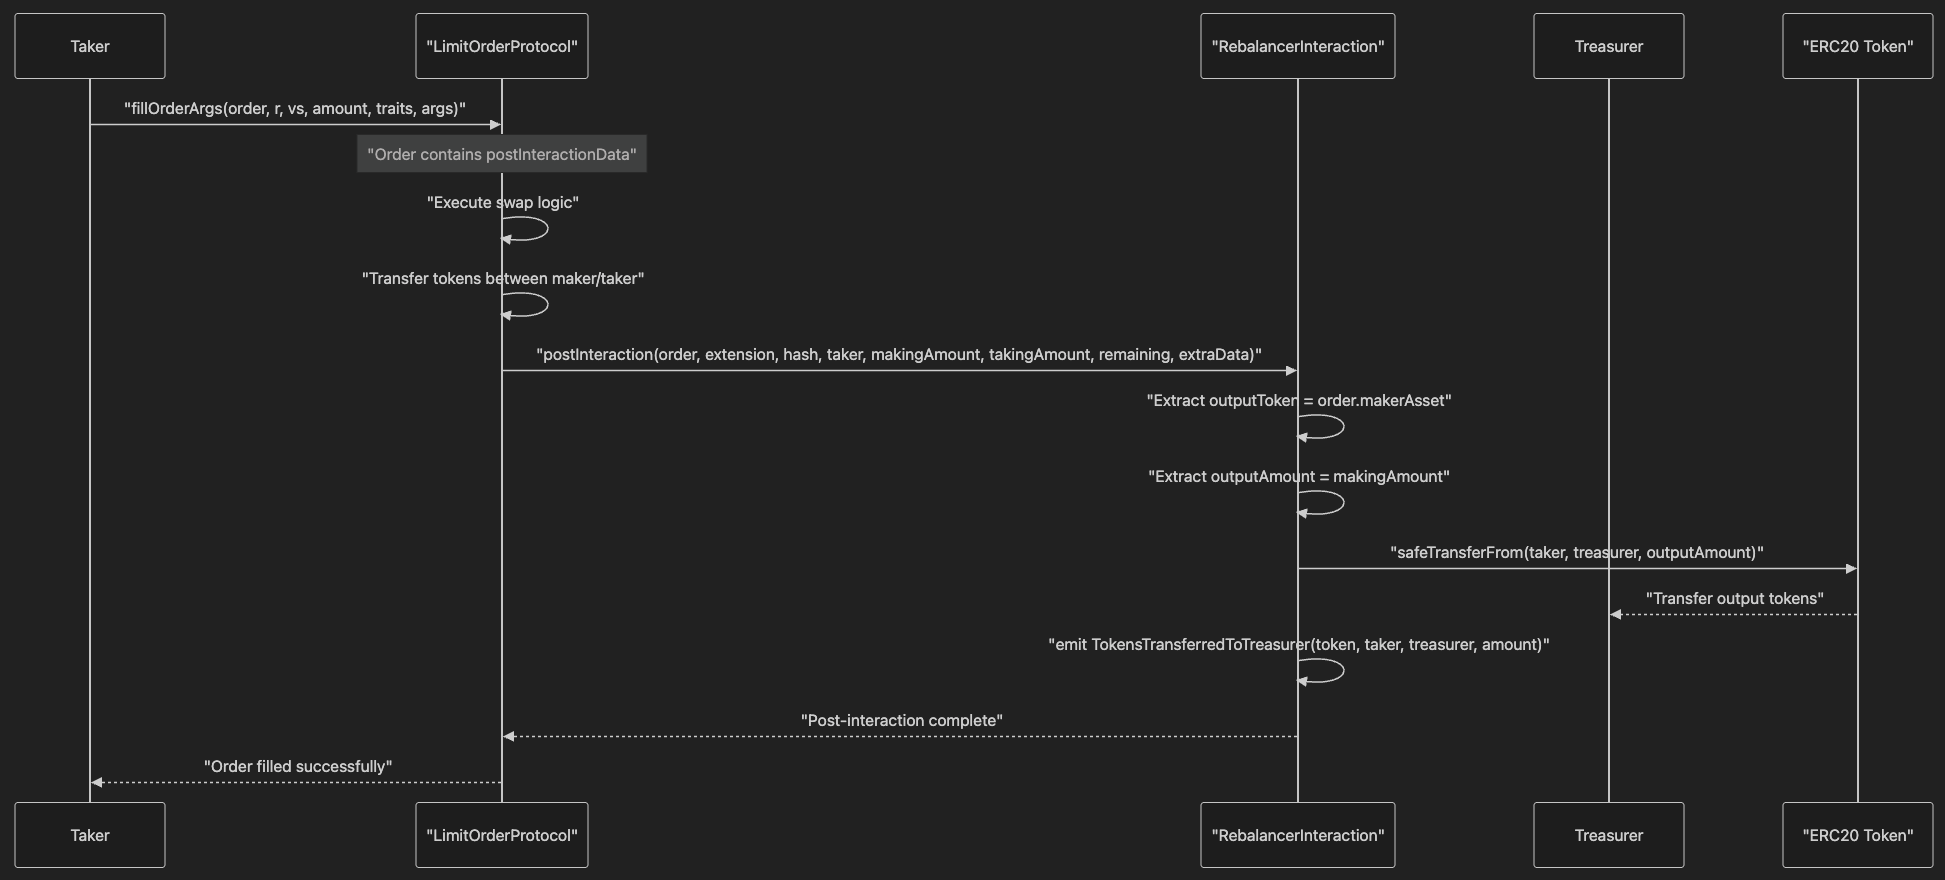 Taker
"LimitOrderProtocol"
"RebalancerInteraction"
Treasurer
"ERC20 Token"
"fillOrderArgs(order, r, vs, amount, traits, args)"
"Order contains postInteractionData"
"Execute swap logic"
"Transfer tokens between maker/taker"
"postInteraction(order, extension, hash, taker, makingAmount, takingAmount, remaining, extraData)"
"Extract outputToken = order.makerAsset"
"Extract outputAmount = makingAmount"
"safeTransferFrom(taker, treasurer, outputAmount)"
"Transfer output tokens"
"emit TokensTransferredToTreasurer(token, taker, treasurer, amount)"
"Post-interaction complete"
"Order filled successfully"
Taker
"LimitOrderProtocol"
"RebalancerInteraction"
Treasurer
"ERC20 Token"